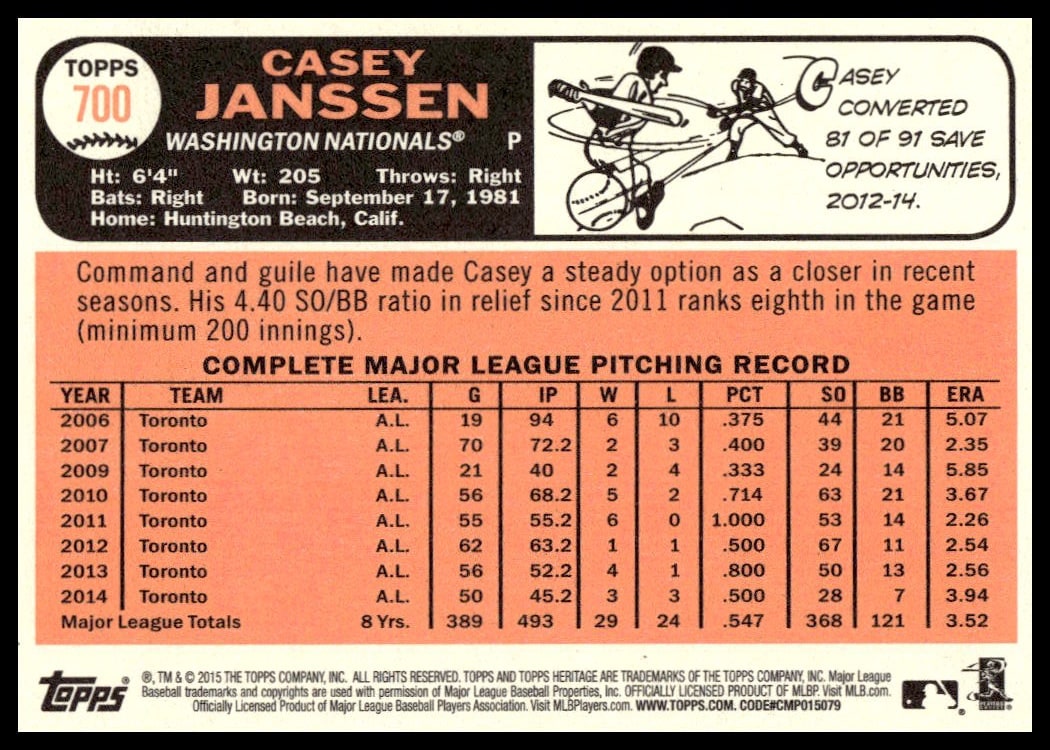 TOPPS
700
CASEY
JANSSEN
WASHINGTON NATIONALS® P
Ht: 6'4" Wt: 205 Throws: Right
Bats: Right Born: September 17, 1981
Home: Huntington Beach, Calif.
CASEY
CONVERTED
81 OF 91 SAVE
OPPORTUNITIES,
2012-14.
Command and guile have made Casey a steady option as a closer in recent
seasons. His 4.40 SO/BB ratio in relief since 2011 ranks eighth in the game
(minimum 200 innings).
COMPLETE MAJOR LEAGUE PITCHING RECORD
YEAR TEAM LEA. G IP W L PCT SO BB ERA
2006 Toronto A.L. 19 94 6 10 .375 44 21 5.07
2007 Toronto A.L. 70 72.2 2 3 .400 39 20 2.35
2009 Toronto A.L. 21 40 2 4 .333 24 14 5.85
2010 Toronto A.L. 56 68.2 5 2 .714 63 21 3.67
2011 Toronto A.L. 55 55.2 6 0 1.000 53 14 2.26
2012 Toronto A.L. 62 63.2 1 1 .500 67 11 2.54
2013 Toronto A.L. 56 52.2 4 1 .800 50 13 2.56
2014 Toronto A.L. 50 45.2 3 3 .500 28 7 3.94
Major League Totals 8 Yrs. 389 493 29 24 .547 368 121 3.52
Topps®
®, TM & © 2015 THE TOPPS COMPANY, INC. ALL RIGHTS RESERVED. TOPPS AND TOPPS HERITAGE ARE TRADEMARKS OF THE TOPPS COMPANY, INC. Major League
Baseball trademarks and copyrights are used with permission of Major League Baseball Properties, Inc. OFFICIALLY LICENSED PRODUCT OF MLBP. Visit MLB.com.
Officially Licensed Product of Major League Baseball Players Association. Visit MLBPlayers.com. WWW.TOPPS.COM. CODE#CMP015079